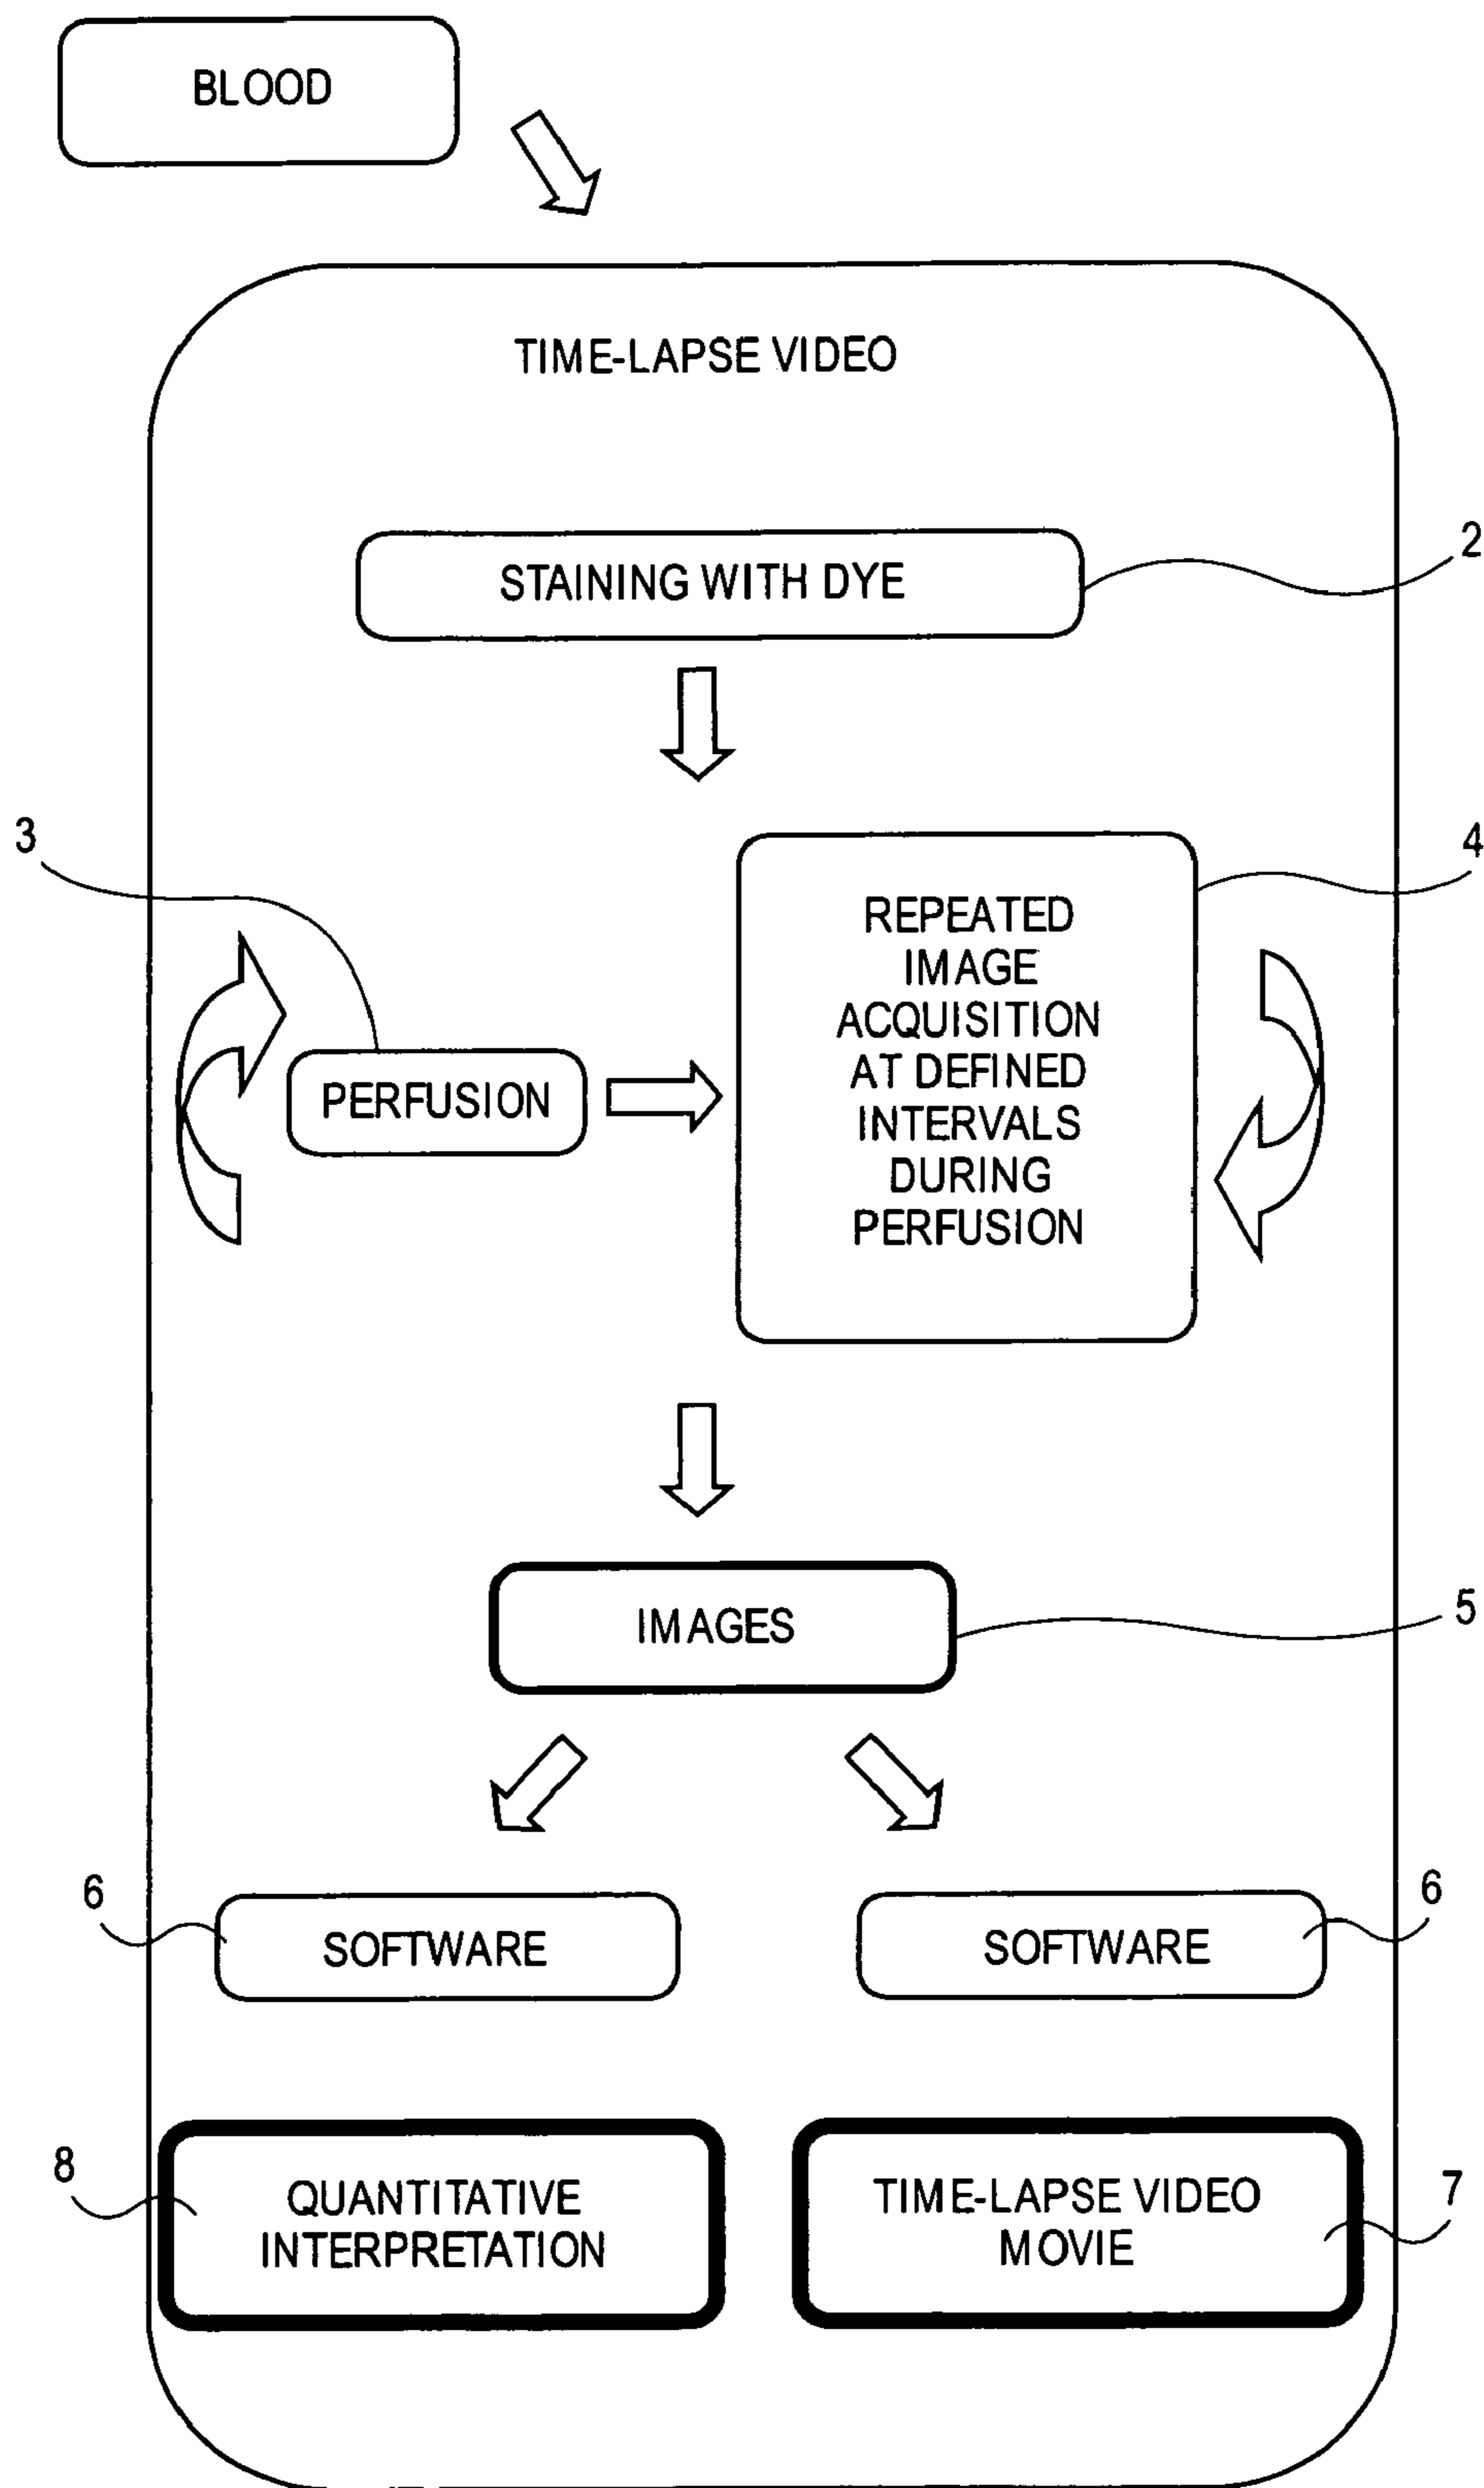 BLOOD
TIME-LAPSE VIDEO
2
STAINING WITH DYE
3
4
REPEATED
IMAGE
ACQUISITION
AT DEFINED
INTERVALS
DURING
PERFUSION
PERFUSION
5
IMAGES
6
6
SOFTWARE
SOFTWARE
8
QUANTITATIVE
INTERPRETATION
7
TIME-LAPSE VIDEO
MOVIE